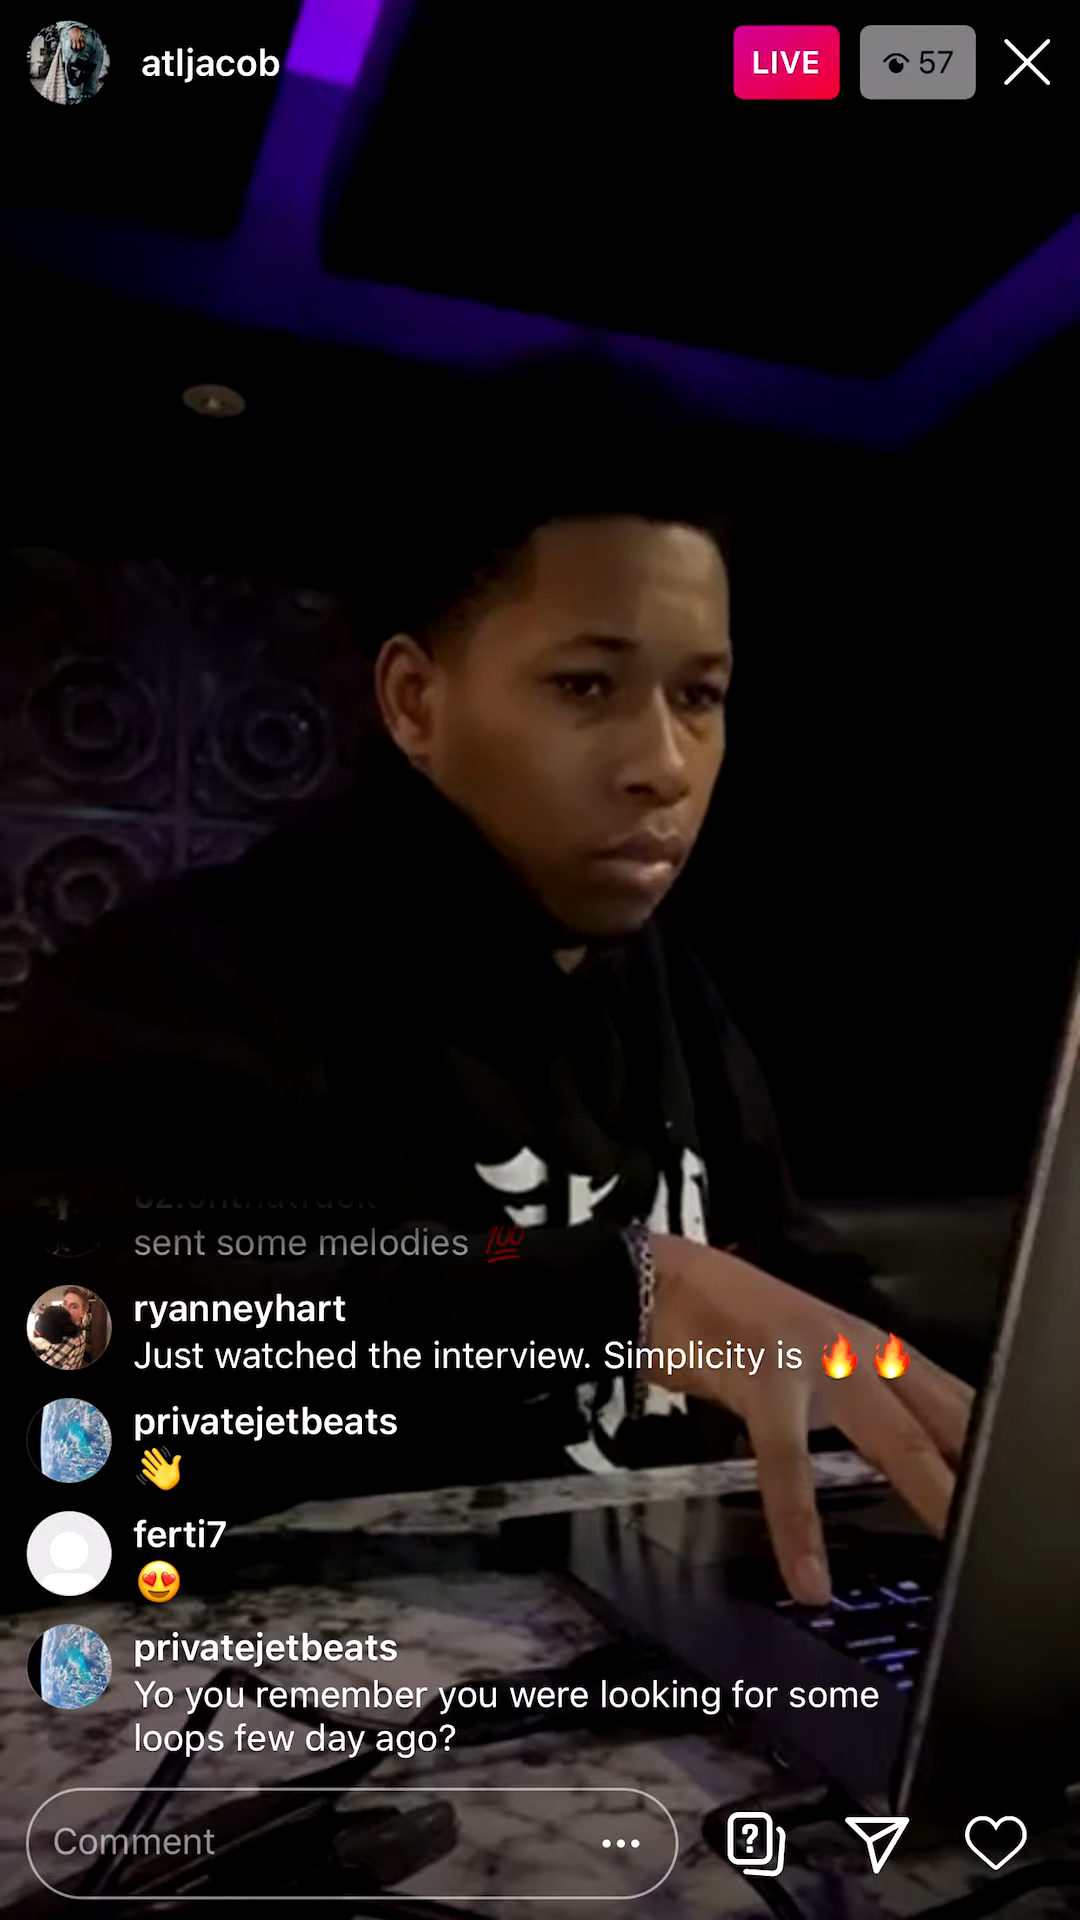 atljacob
LIVE
57
sent some melodies 💯
ryanneyhart
Just watched the interview. Simplicity is 🔥 🔥
privatejetbeats
👋
ferti7
😍
privatejetbeats
Yo you remember you were looking for some
loops few day ago?
Comment